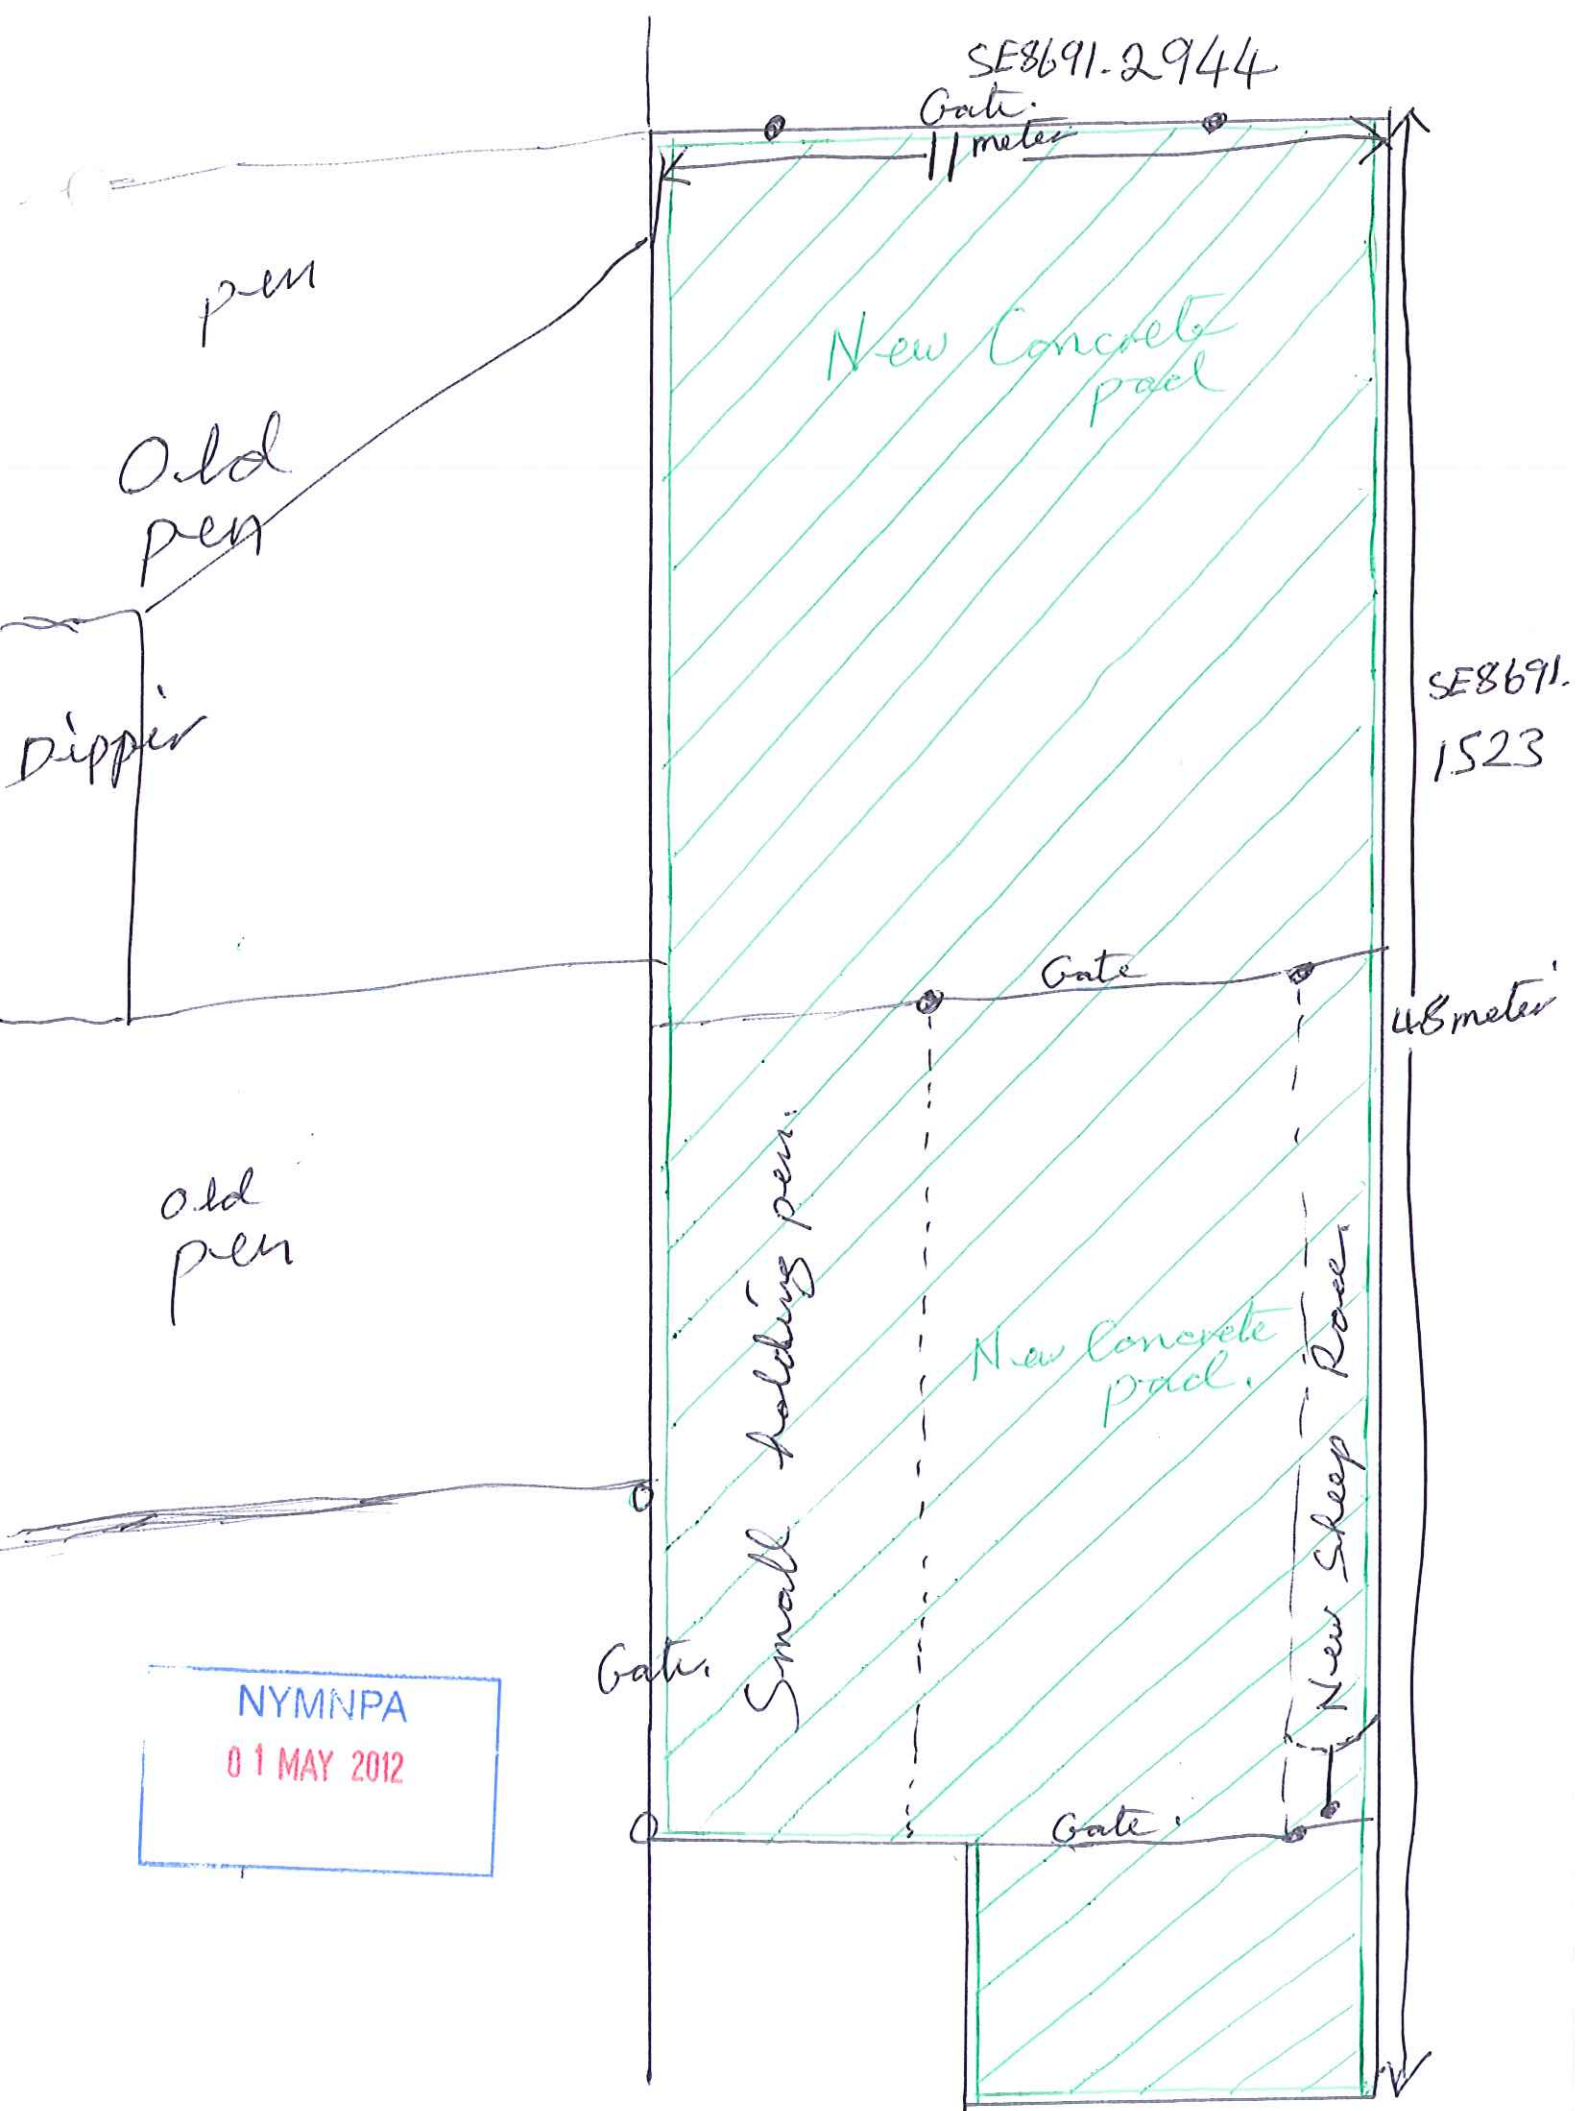 SE8691.2944
Gate.
11 meter
pen
New Concrete
pad
Old
pen
SE8691.
1523
Dipper
Gate
48 meter
Small holding pen.
old
pen
New Concrete
pad.
New Sheep Race.
Gate.
NYMNPA
01 MAY 2012
Gate.